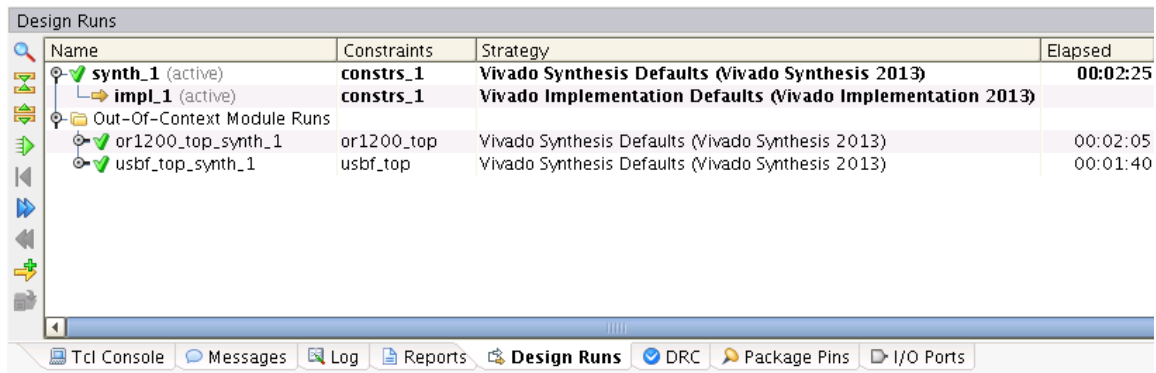 Design Runs
Name Constraints Strategy Elapsed
synth_1 (active) constrs_1 Vivado Synthesis Defaults (Vivado Synthesis 2013) 00:02:25
impl_1 (active) constrs_1 Vivado Implementation Defaults (Vivado Implementation 2013)
Out-Of-Context Module Runs
or1200_top_synth_1 or1200_top Vivado Synthesis Defaults (Vivado Synthesis 2013) 00:02:05
usbf_top_synth_1 usbf_top Vivado Synthesis Defaults (Vivado Synthesis 2013) 00:01:40
Tcl Console Messages Log Reports Design Runs DRC Package Pins I/O Ports